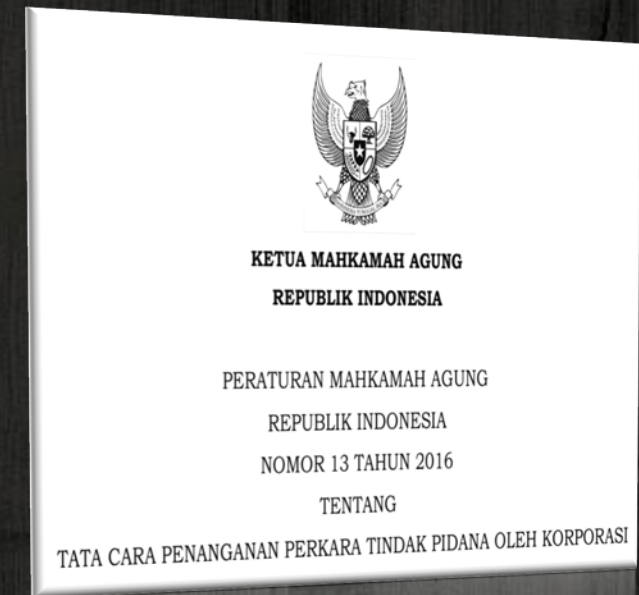 KETUA MAHKAMAH AGUNG
REPUBLIK INDONESIA
PERATURAN MAHKAMAH AGUNG
REPUBLIK INDONESIA
NOMOR 13 TAHUN 2016
TENTANG
TATA CARA PENANGANAN PERKARA TINDAK PIDANA OLEH KORPORASI